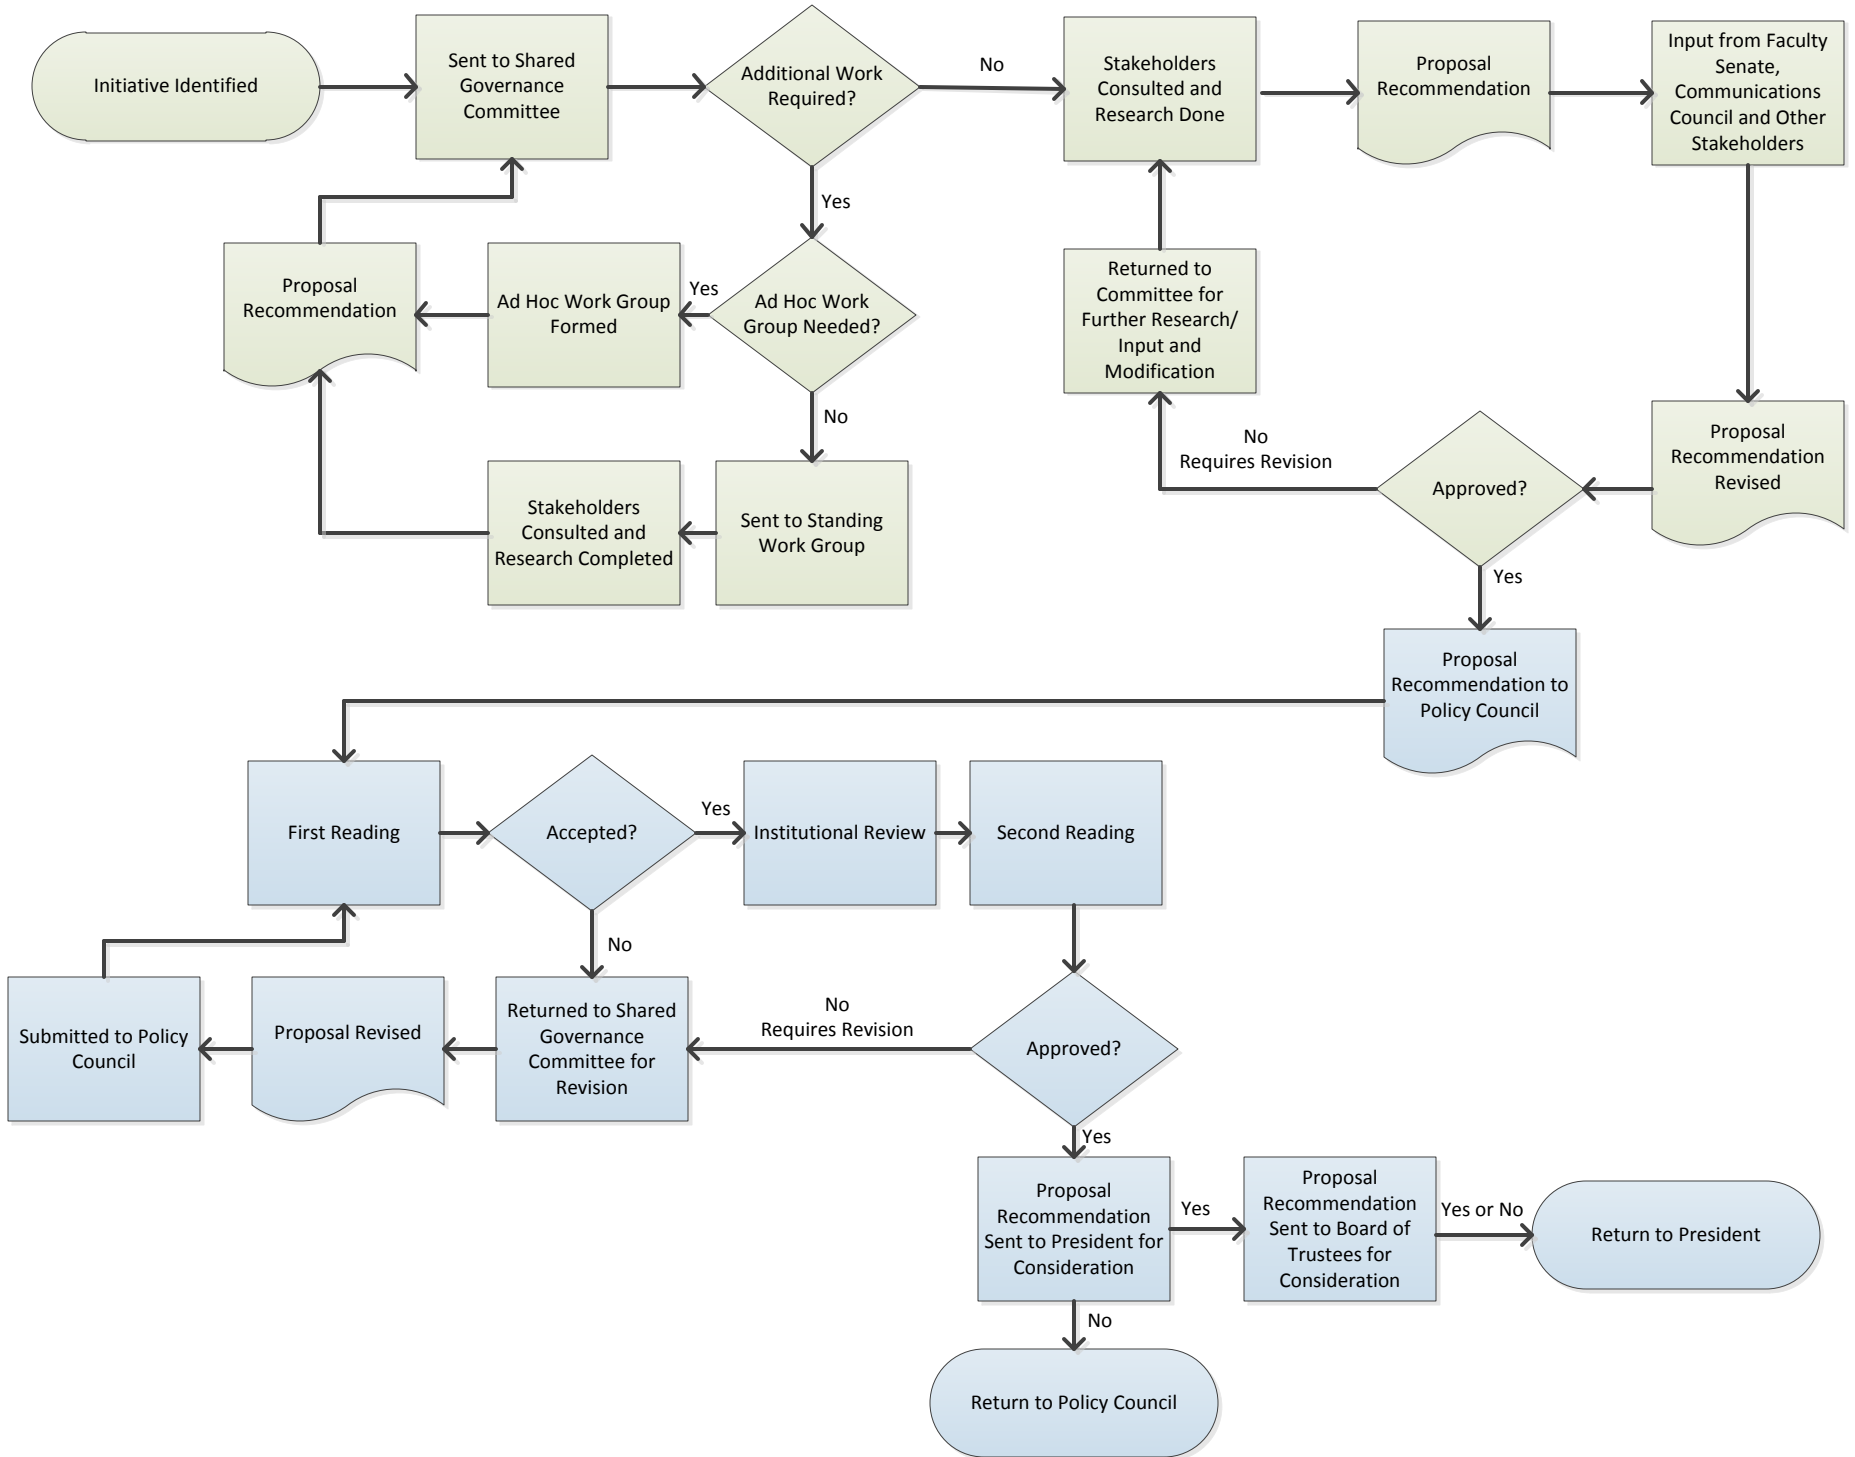 Initiative Identified
Sent to Shared
Governance
Committee
Additional Work
Required?
No
Stakeholders
Consulted and
Research Done
Proposal
Recommendation
Input from Faculty
Senate,
Communications
Council and Other
Stakeholders
Yes
Proposal
Recommendation
Ad Hoc Work Group
Formed
Yes
Ad Hoc Work
Group Needed?
Returned to
Committee for
Further Research/
Input and
Modification
No
No
Requires Revision
Approved?
Proposal
Recommendation
Revised
Stakeholders
Consulted and
Research Completed
Sent to Standing
Work Group
Yes
Proposal
Recommendation to
Policy Council
First Reading
Accepted?
Yes
Institutional Review
Second Reading
No
Submitted to Policy
Council
Proposal Revised
Returned to Shared
Governance
Committee for
Revision
No
Requires Revision
Approved?
Yes
Proposal
Recommendation
Sent to President for
Consideration
Yes
Proposal
Recommendation
Sent to Board of
Trustees for
Consideration
Yes or No
Return to President
No
Return to Policy Council